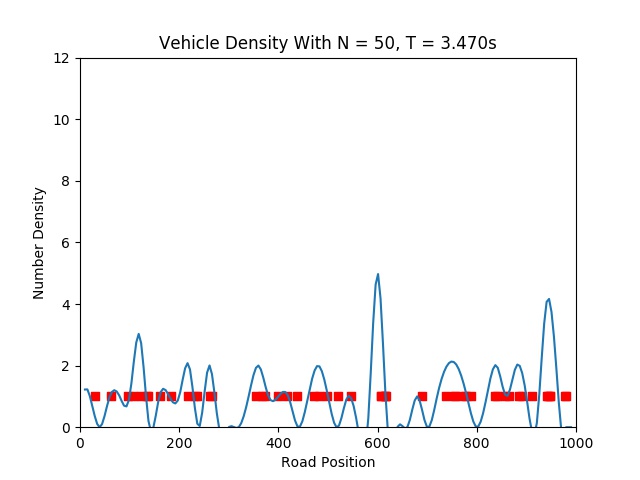 Vehicle Density With N = 50, T = 3.470s
12
10
8
6
4
2
0
Number Density
0 200 400 600 800 1000
Road Position